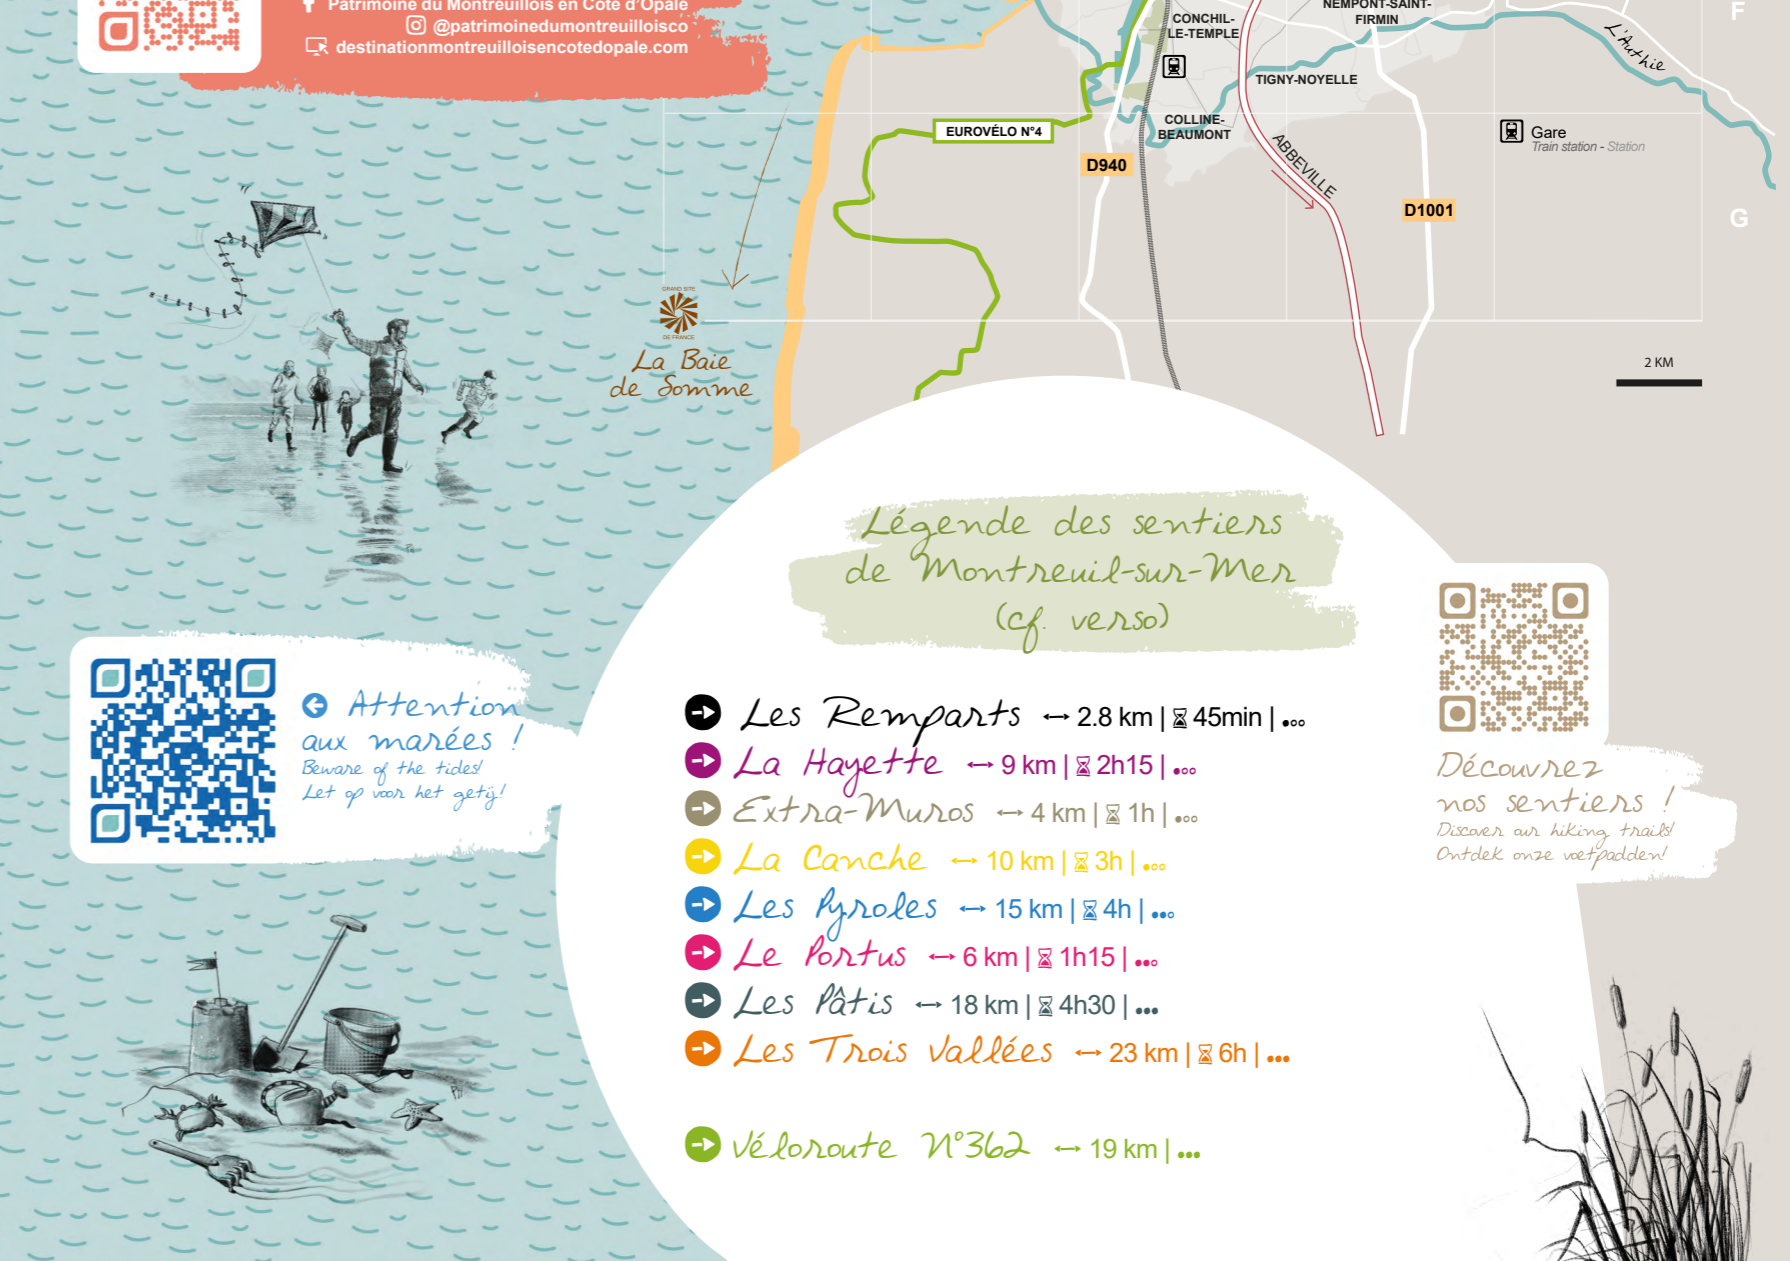 Patrimoine du Montreuillois en Côte d'Opale
@patrimoinedumontreuilloisco
destinationmontreuilloisencotedopale.com
CONCHIL-
LE-TEMPLE
NEMPONT-SAINT-
FIRMIN
F
L'Authie
TIGNY-NOYELLE
EUROVÉLO N°4
COLLINE-
BEAUMONT
D940
ABBEVILLE
Gare
Train station - Station
D1001
G
GRAND SITE
DE FRANCE
La Baie
de Somme
2 KM
Légende des sentiers
de Montreuil-sur-Mer
(cf. verso)
Attention
aux marées !
Beware of the tides!
Let op voor het getij!
Les Remparts ↔ 2.8 km | 45min |
La Hayette ↔ 9 km | 2h15 |
Extra-Muros ↔ 4 km | 1h |
La Canche ↔ 10 km | 3h |
Les Pyroles ↔ 15 km | 4h |
Le Portus ↔ 6 km | 1h15 |
Les Pâtis ↔ 18 km | 4h30 |
Les Trois Vallées ↔ 23 km | 6h |
Véloroute N°362 ↔ 19 km |
Découvrez
nos sentiers !
Discover our hiking trails!
Ontdek onze voetpadden!